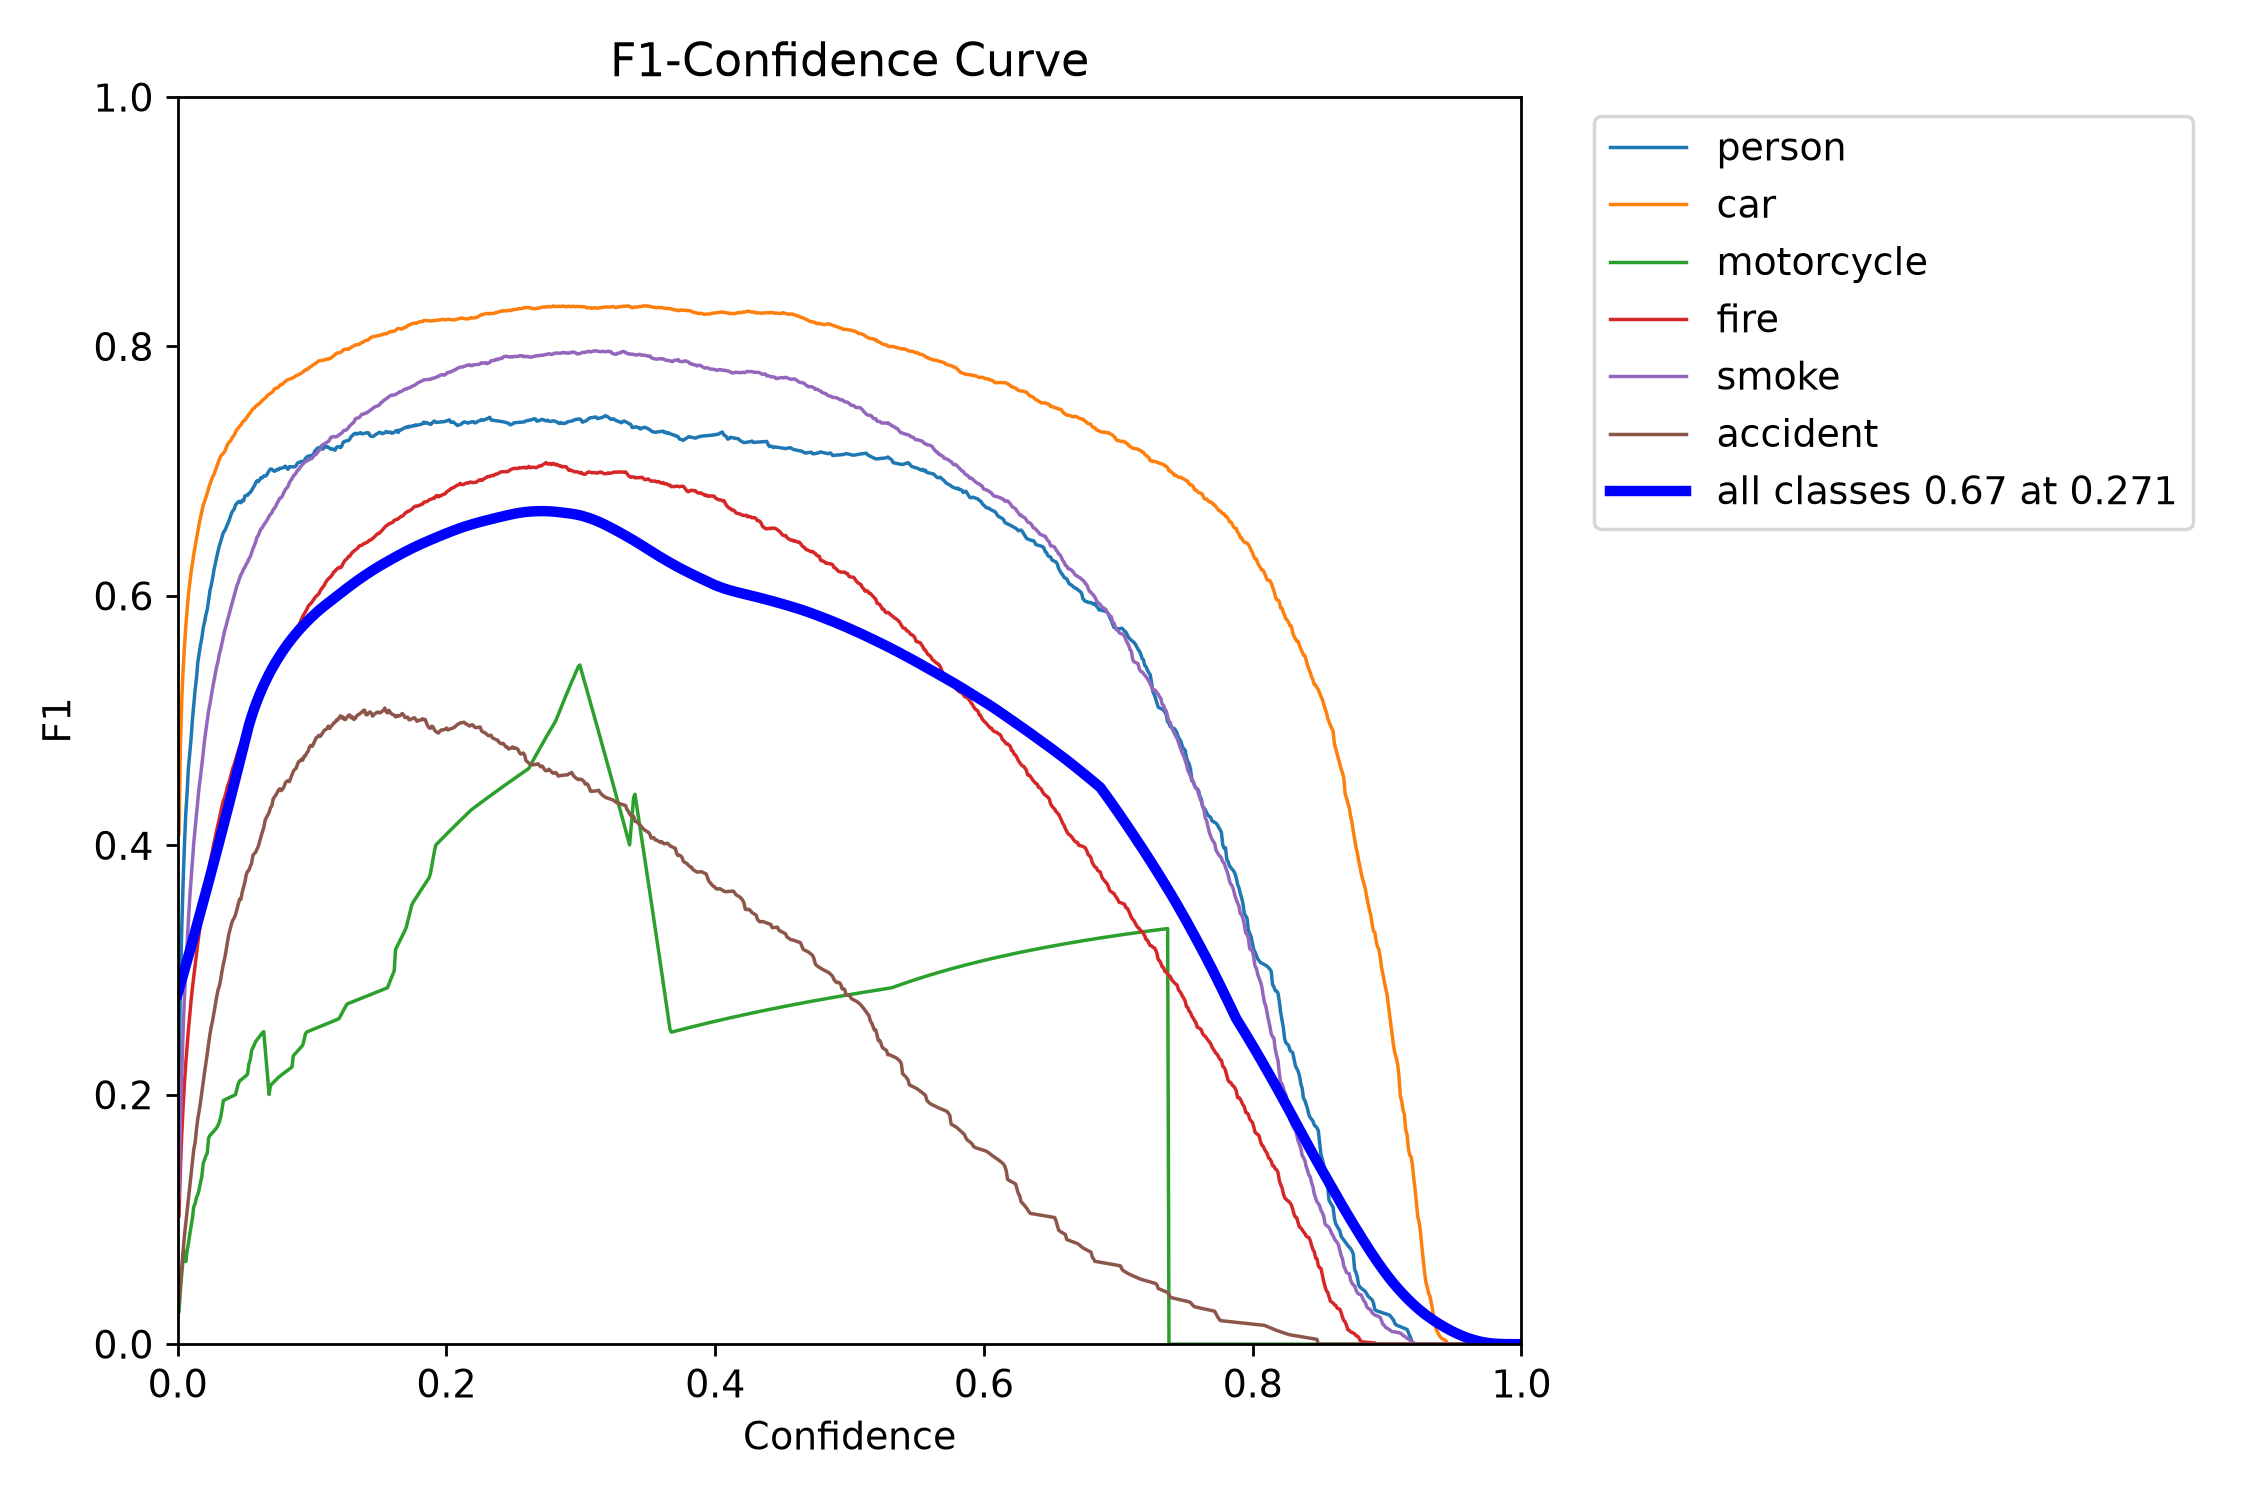 F1-Confidence Curve
1.0
0.8
0.6
0.4
0.2
0.0
F1
0.0 0.2 0.4 0.6 0.8 1.0
Confidence
person
car
motorcycle
fire
smoke
accident
all classes 0.67 at 0.271